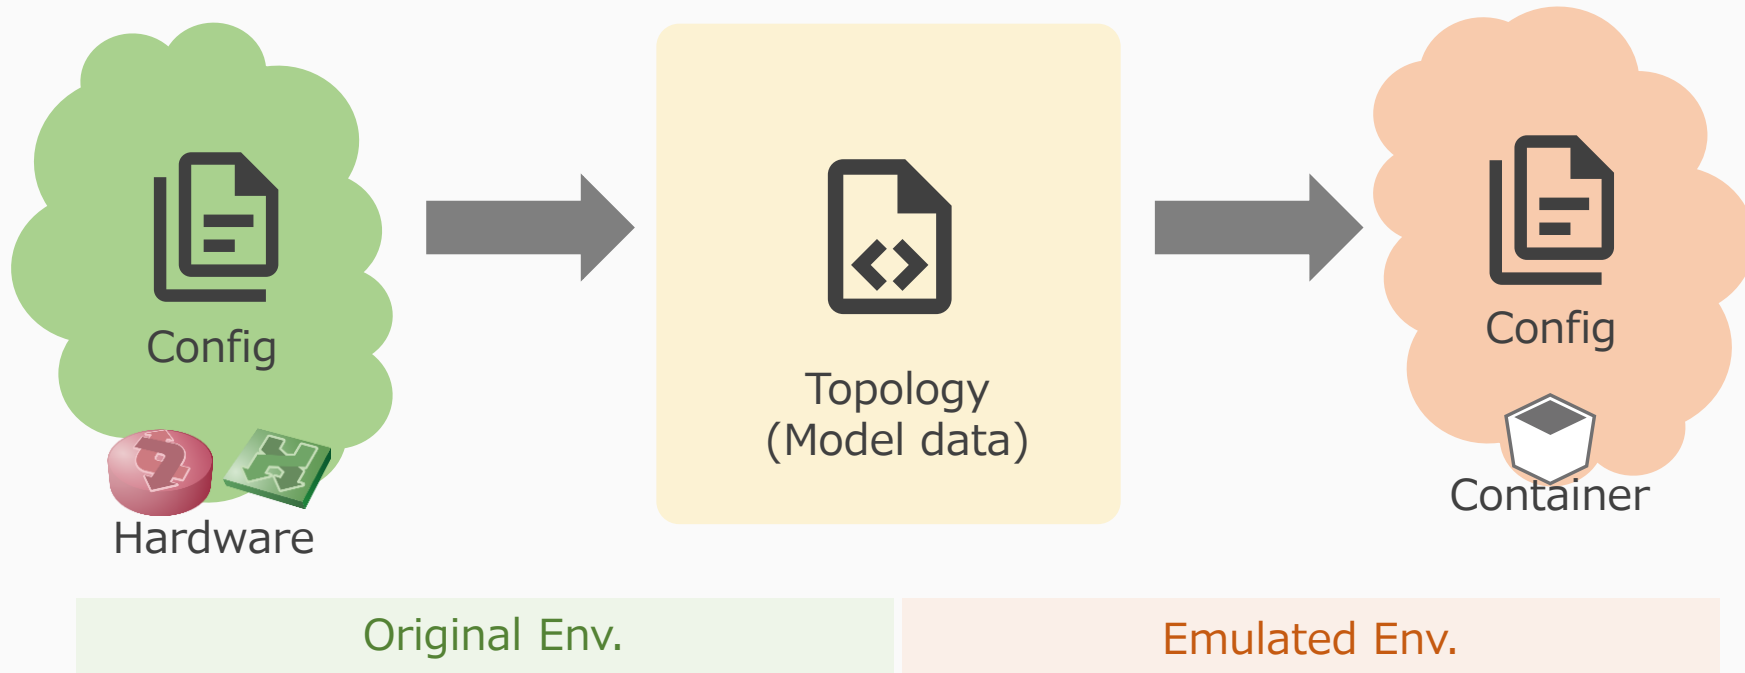 Config
Hardware
Topology
(Model data)
Config
Container
Original Env.
Emulated Env.